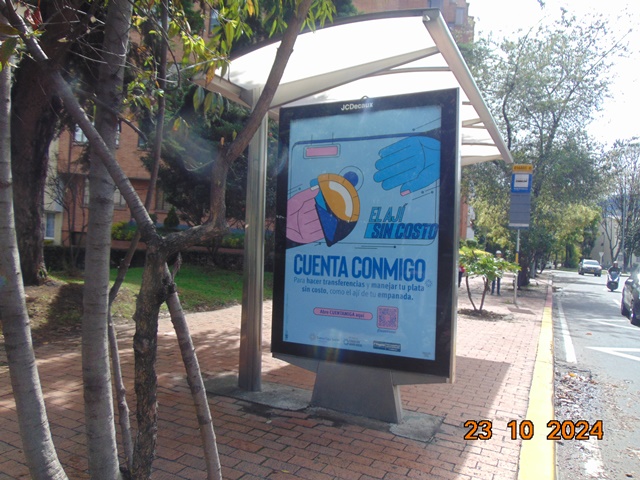 JCDecaux
EL AJÍ
SIN COSTO
CUENTA CONMIGO
Para hacer transferencias y manejar tu plata
sin costo, como el ají de tu empanada.
23 10 2024